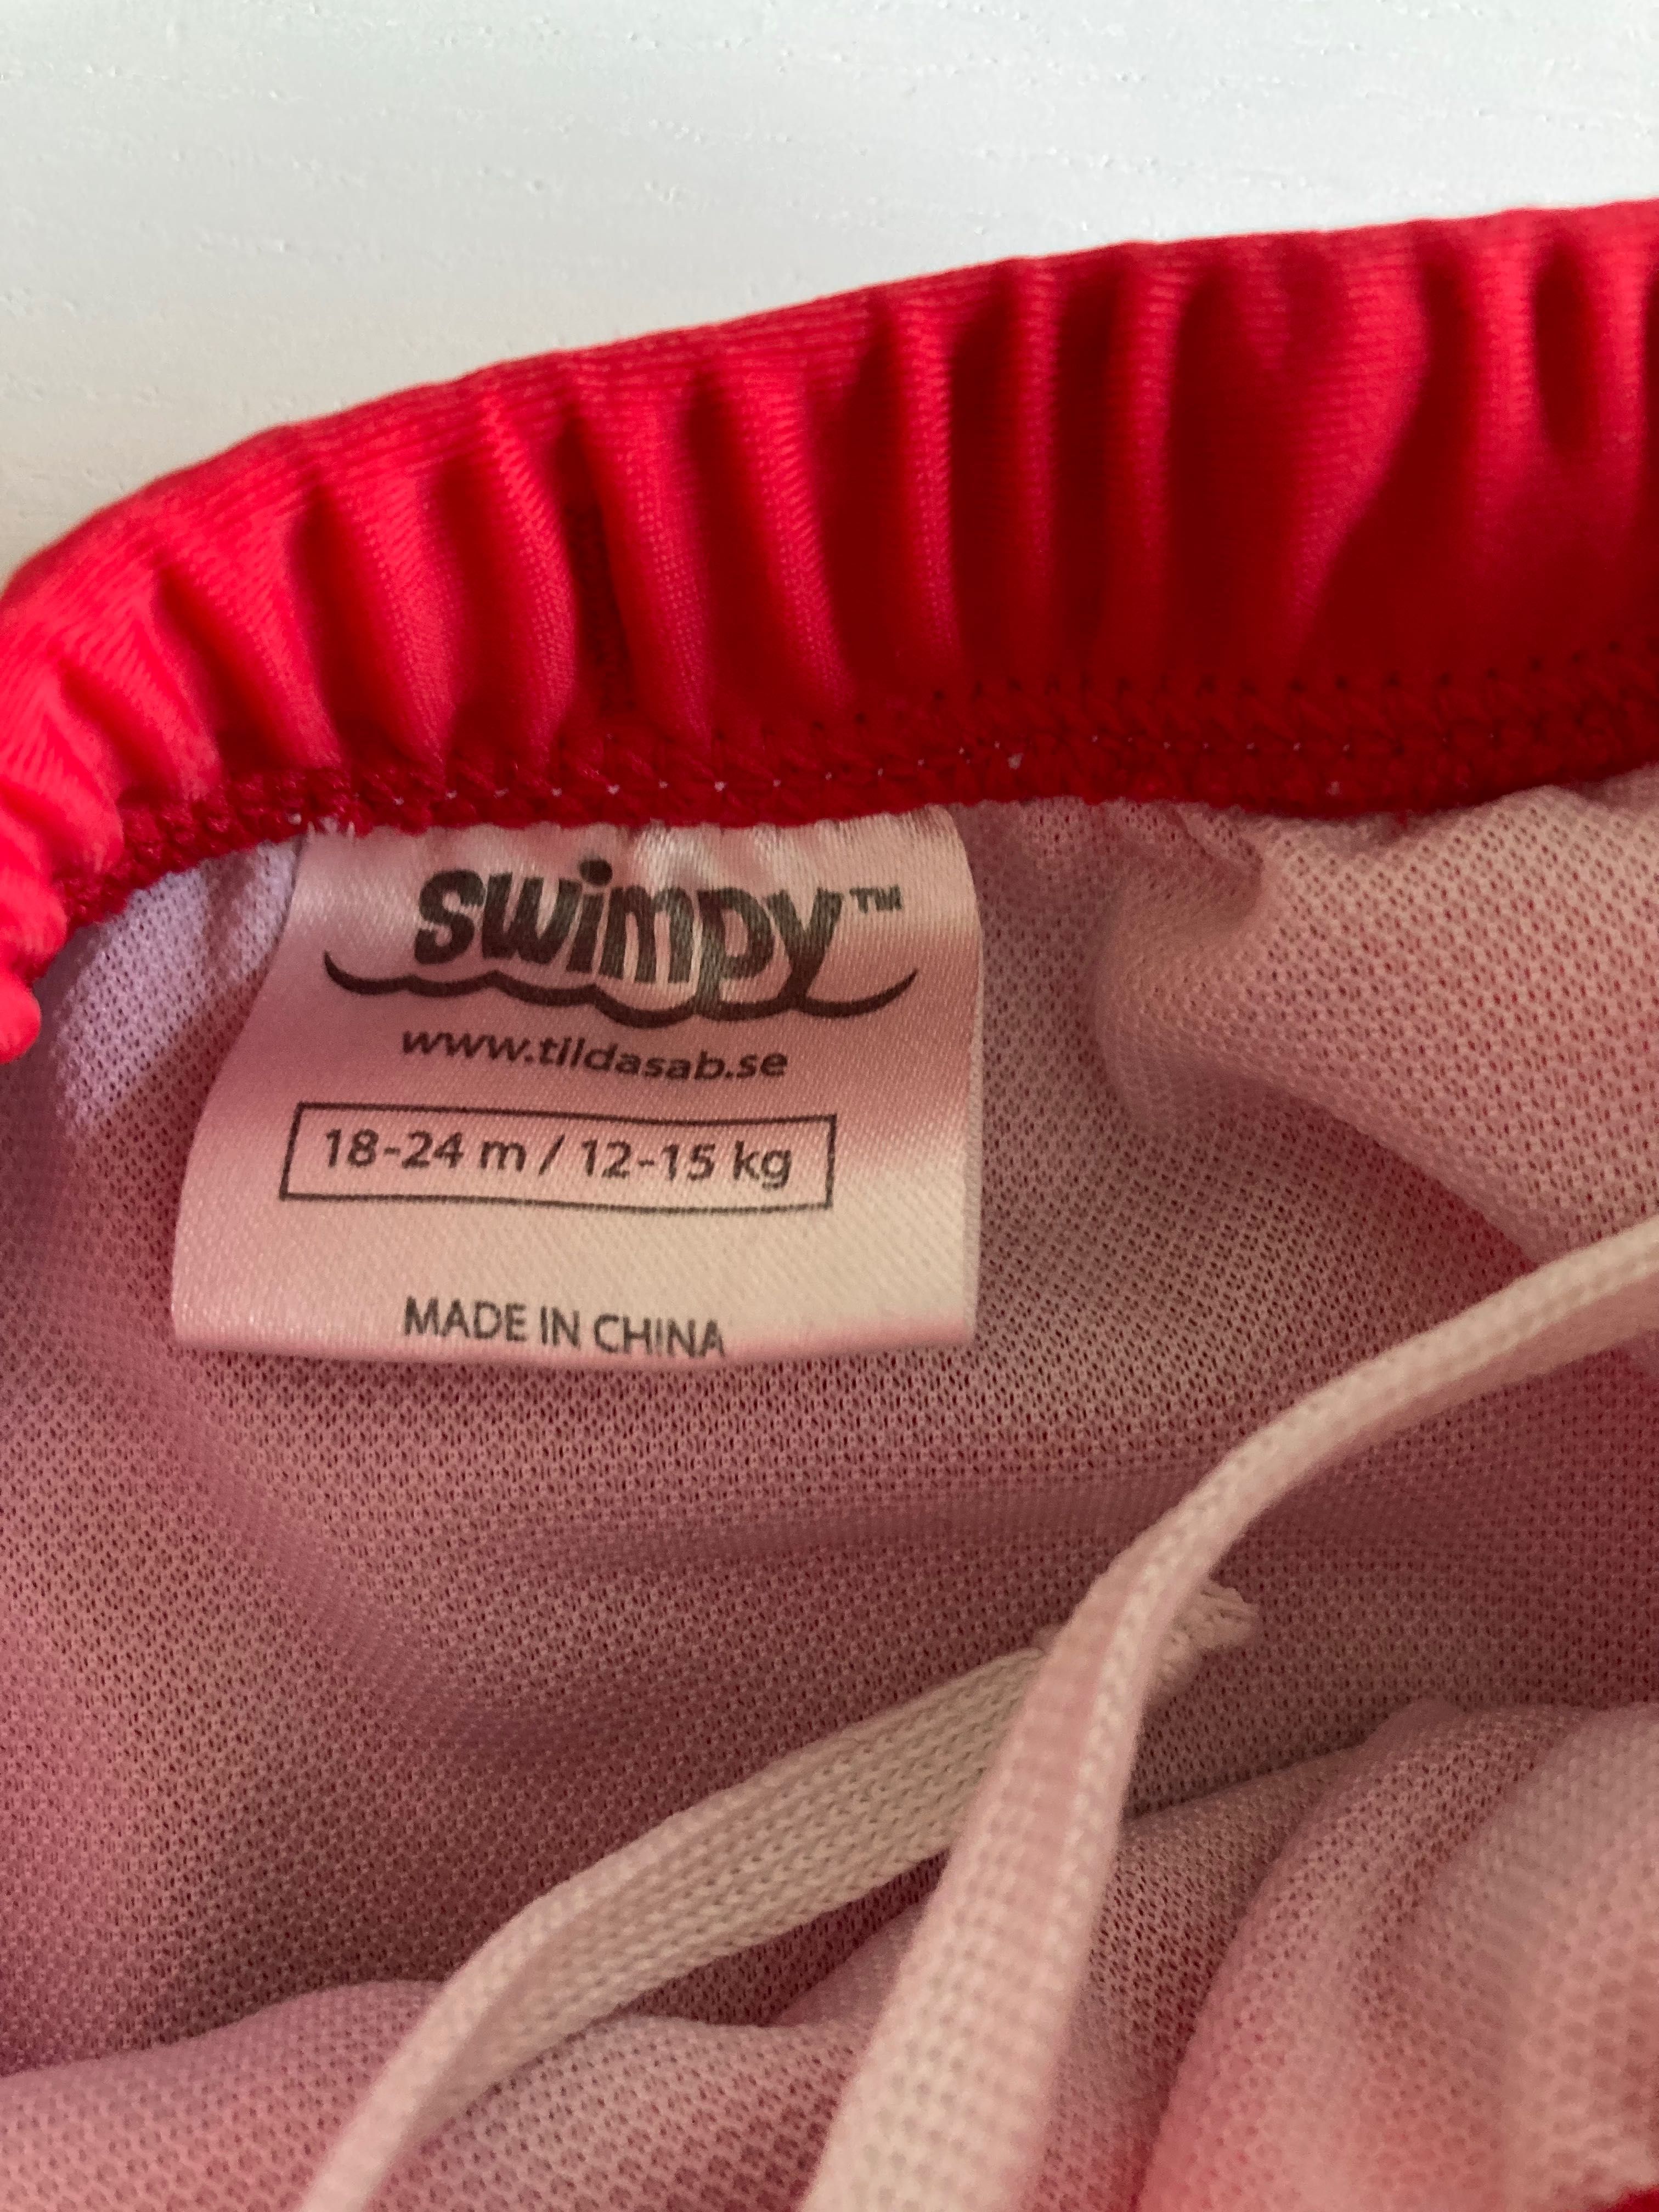 swimpy™
www.tildasab.se
18-24 m / 12-15 kg
MADE IN CHINA